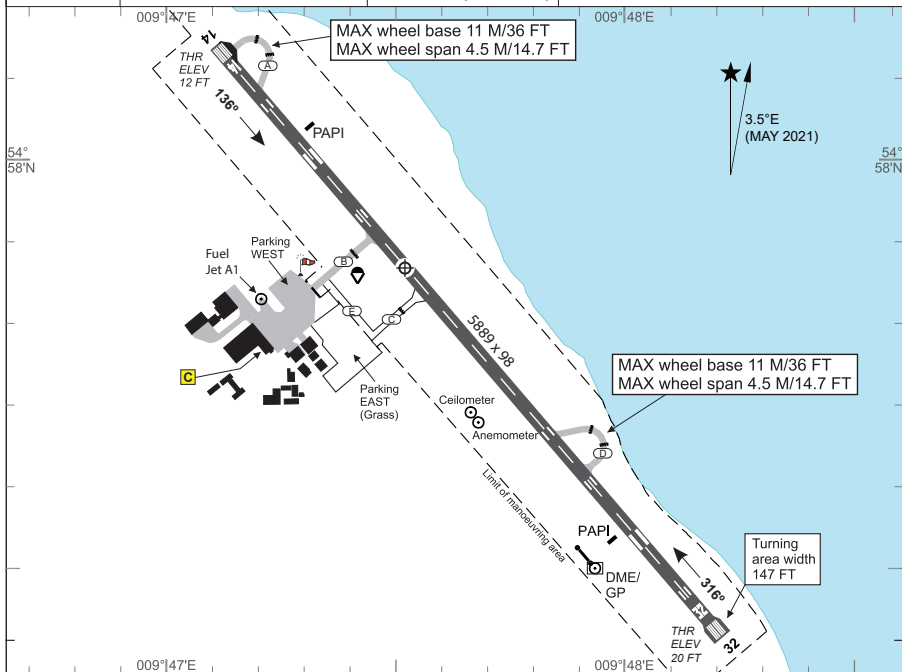 009°47'E
009°48'E
MAX wheel base 11 M/36 FT
MAX wheel span 4.5 M/14.7 FT
14
THR
ELEV
12 FT
A
136°
PAPI
3.5°E
(MAY 2021)
54°
58'N
54°
58'N
Fuel
Jet A1
Parking
WEST
B
E
C
5889 x 98
C
Parking
EAST
(Grass)
MAX wheel base 11 M/36 FT
MAX wheel span 4.5 M/14.7 FT
Ceilometer
Anemometer
D
Limit of manoeuvring area
PAPI
DME/
GP
Turning
area width
147 FT
316°
THR
ELEV
20 FT
32
009°47'E
009°48'E